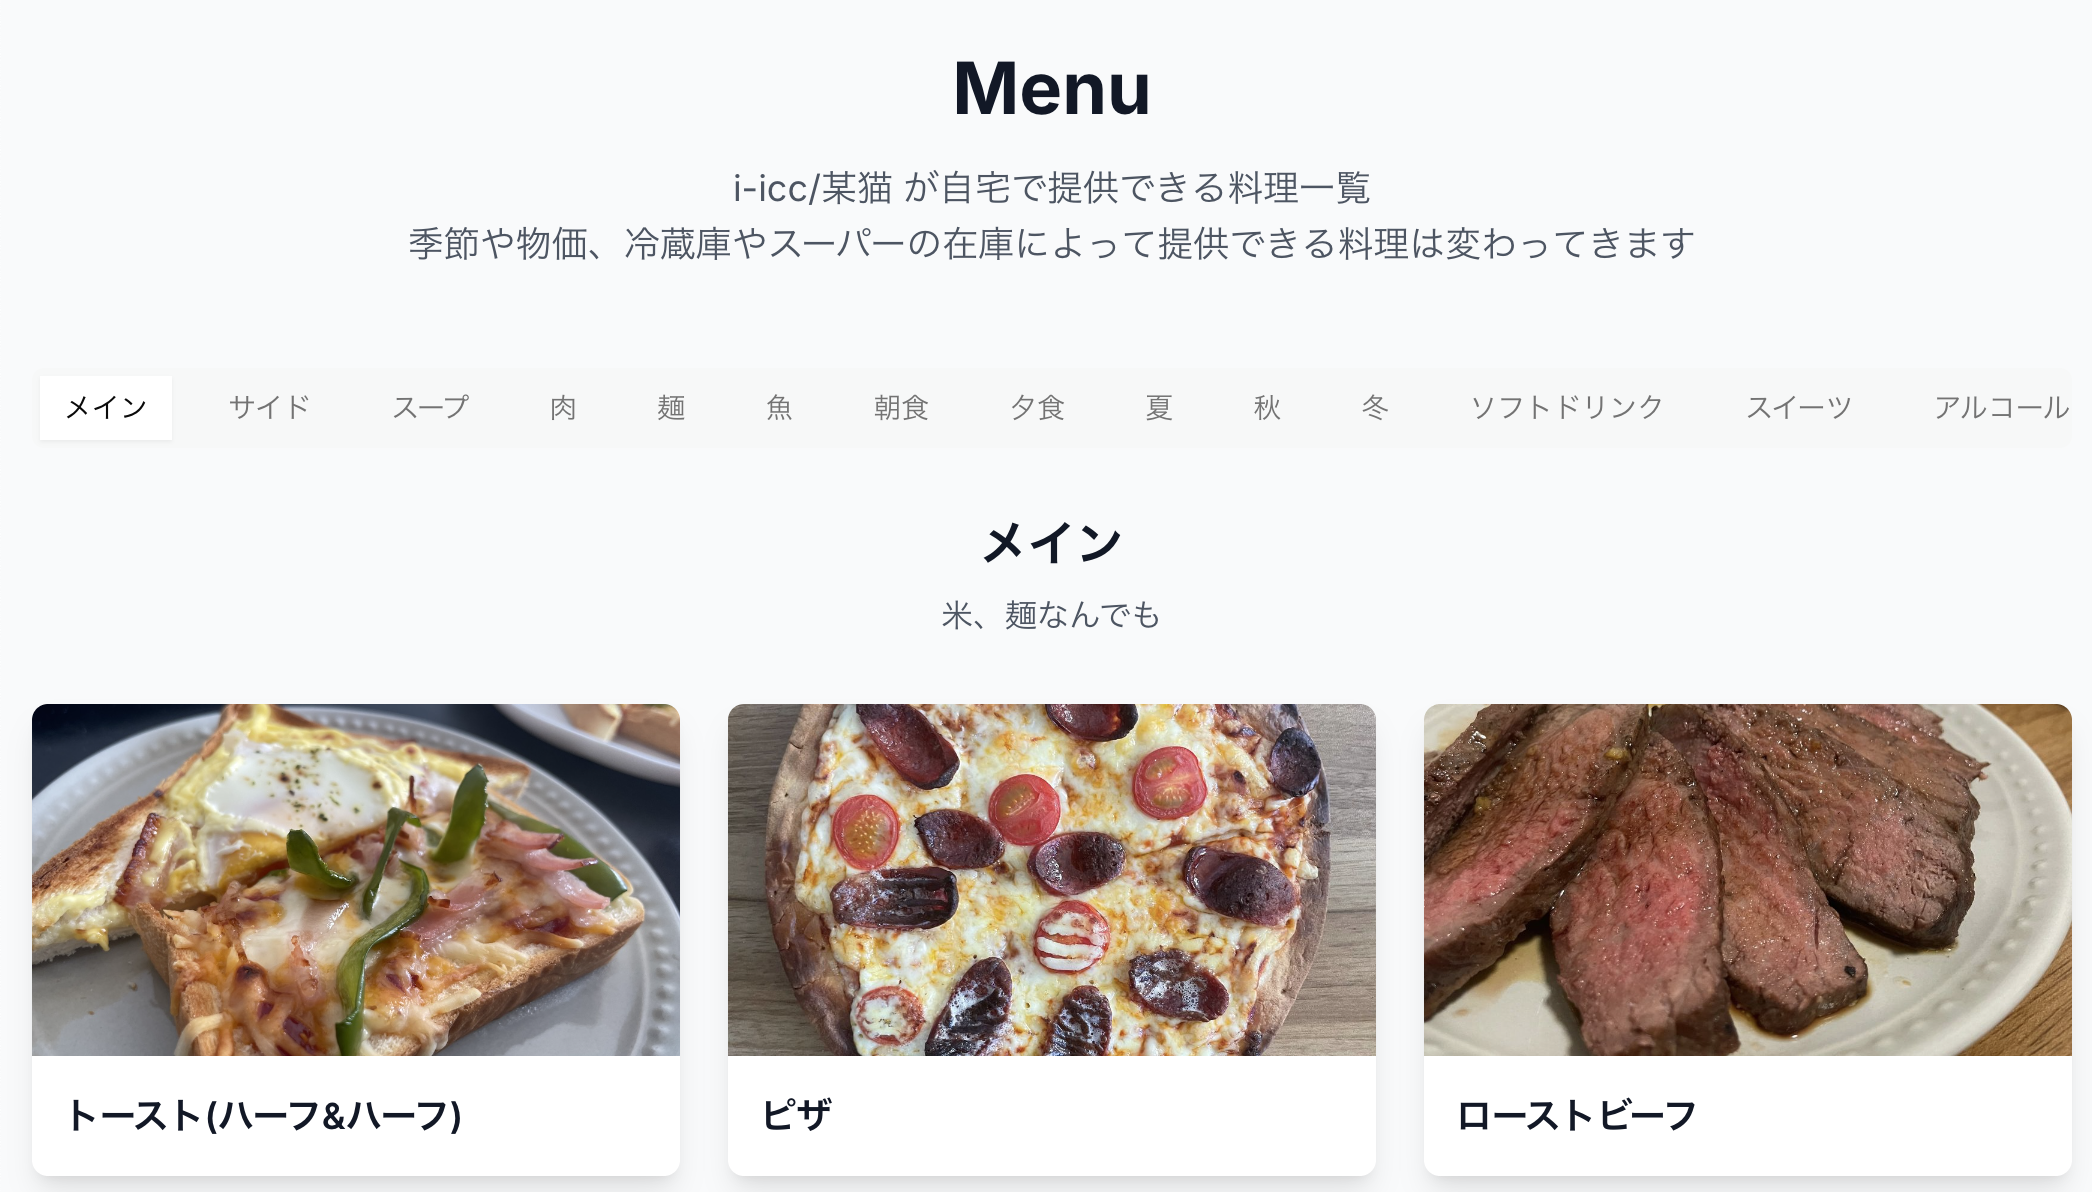 Menu
i-icc/某猫 が自宅で提供できる料理一覧
季節や物価、冷蔵庫やスーパーの在庫によって提供できる料理は変わってきます
メイン サイド スープ 肉 麺 魚 朝食 夕食 夏 秋 冬 ソフトドリンク スイーツ アルコール
メイン
米、麺なんでも
トースト(ハーフ&ハーフ) ピザ ローストビーフ